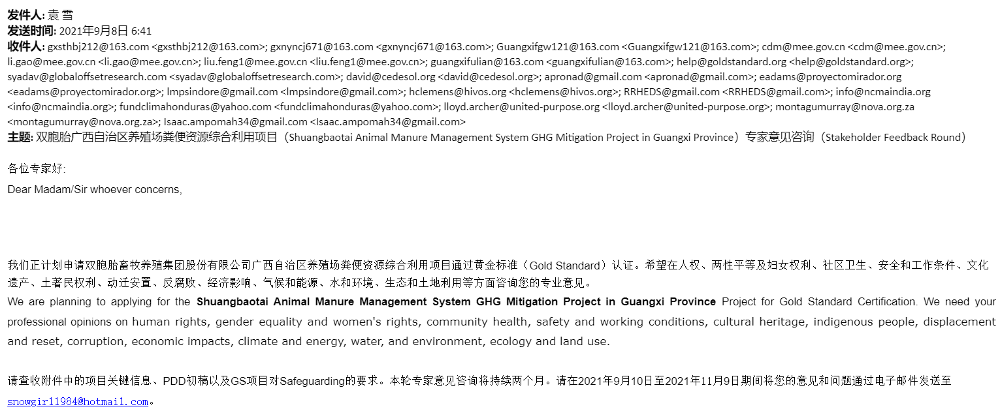 发件人: 袁 雪
发送时间: 2021年9月8日 6:41
收件人: gxsthbj212@163.com <gxsthbj212@163.com>; gxnyncj671@163.com <gxnyncj671@163.com>; Guangxifgw121@163.com <Guangxifgw121@163.com>; cdm@mee.gov.cn <cdm@mee.gov.cn>;
li.gao@mee.gov.cn <li.gao@mee.gov.cn>; liu.feng1@mee.gov.cn <liu.feng1@mee.gov.cn>; guangxifulian@163.com <guangxifulian@163.com>; help@goldstandard.org <help@goldstandard.org>;
syadav@globaloffsetresearch.com <syadav@globaloffsetresearch.com>; david@cedesol.org <david@cedesol.org>; apronad@gmail.com <apronad@gmail.com>; eadams@proyectomirador.org
<eadams@proyectomirador.org>; lmpsindore@gmail.com <lmpsindore@gmail.com>; hclemens@hivos.org <hclemens@hivos.org>; RRHEDS@gmail.com <RRHEDS@gmail.com>; info@ncmaindia.org
<info@ncmaindia.org>; fundclimahonduras@yahoo.com <fundclimahonduras@yahoo.com>; lloyd.archer@united-purpose.org <lloyd.archer@united-purpose.org>; montagumurray@nova.org.za
<montagumurray@nova.org.za>; Isaac.ampomah34@gmail.com <Isaac.ampomah34@gmail.com>
主题: 双胞胎广西自治区养殖场粪便资源综合利用项目（Shuangbaotai Animal Manure Management System GHG Mitigation Project in Guangxi Province）专家意见咨询（Stakeholder Feedback Round）
各位专家好:
Dear Madam/Sir whoever concerns,
我们正计划申请双胞胎畜牧养殖集团股份有限公司广西自治区养殖场粪便资源综合利用项目通过黄金标准（Gold Standard）认证。希望在人权、两性平等及妇女权利、社区卫生、安全和工作条件、文化
遗产、土著民权利、动迁安置、反腐败、经济影响、气候和能源、水和环境、生态和土地利用等方面咨询您的专业意见。
We are planning to applying for the Shuangbaotai Animal Manure Management System GHG Mitigation Project in Guangxi Province Project for Gold Standard Certification. We need your
professional opinions on human rights, gender equality and women's rights, community health, safety and working conditions, cultural heritage, indigenous people, displacement
and reset, corruption, economic impacts, climate and energy, water, and environment, ecology and land use.
请查收附件中的项目关键信息、PDD初稿以及GS项目对Safeguarding的要求。本轮专家意见咨询将持续两个月。请在2021年9月10日至2021年11月9日期间将您的意见和问题通过电子邮件发送至
snowgirl1984@hotmail.com。